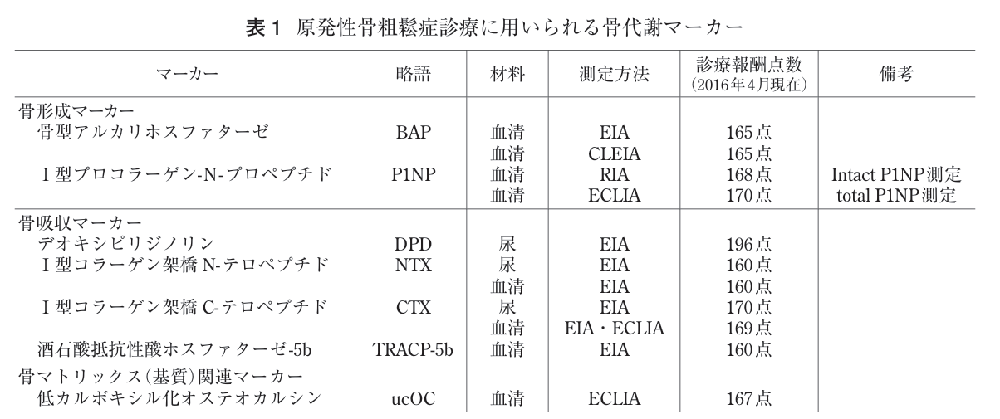 表1 原発性骨粗鬆症診療に用いられる骨代謝マーカー
マーカー 略語 材料 測定方法 診療報酬点数 備考
(2016年4月現在)
骨形成マーカー
骨型アルカリホスファターゼ BAP 血清 EIA 165点
血清 CLEIA 165点
Ⅰ型プロコラーゲン-N-プロペプチド P1NP 血清 RIA 168点 Intact P1NP測定
血清 ECLIA 170点 total P1NP測定
骨吸収マーカー
デオキシピリジノリン DPD 尿 EIA 196点
Ⅰ型コラーゲン架橋 N-テロペプチド NTX 尿 EIA 160点
血清 EIA 160点
Ⅰ型コラーゲン架橋 C-テロペプチド CTX 尿 EIA 170点
血清 EIA・ECLIA 169点
酒石酸抵抗性酸ホスファターゼ-5b TRACP-5b 血清 EIA 160点
骨マトリックス(基質)関連マーカー
低カルボキシル化オステオカルシン ucOC 血清 ECLIA 167点